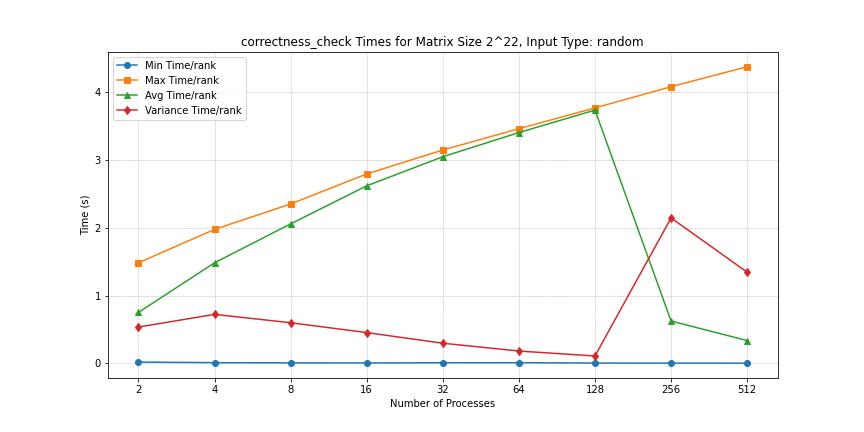 correctness_check Times for Matrix Size 2^22, Input Type: random
Min Time/rank
Max Time/rank
Avg Time/rank
Variance Time/rank
Time (s)
4
3
2
1
0
2 4 8 16 32 64 128 256 512
Number of Processes